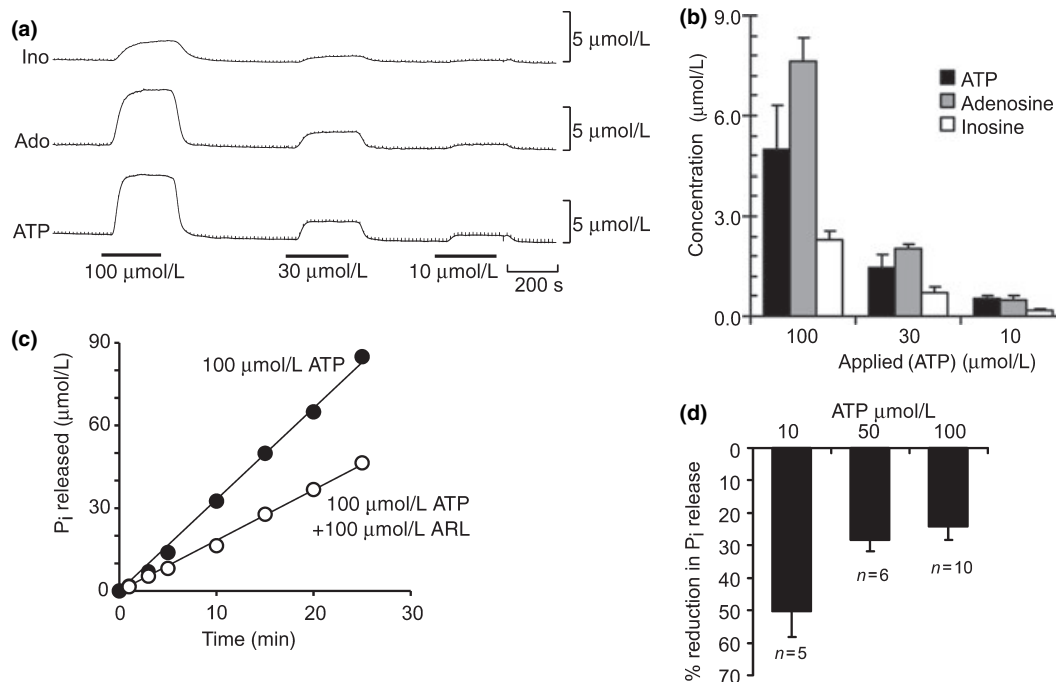 (a)
Ino
5 μmol/L
Ado
5 μmol/L
ATP
5 μmol/L
100 μmol/L
30 μmol/L
10 μmol/L
200 s
(b)
9.0
6.0
3.0
0.0
Concentration (μmol/L)
ATP
Adenosine
Inosine
100
30
10
Applied (ATP) (μmol/L)
(c)
90
60
30
0
Pi released (μmol/L)
100 μmol/L ATP
100 μmol/L ATP
+100 μmol/L ARL
0
10
20
30
Time (min)
(d)
ATP μmol/L
10
50
100
0
10
20
30
40
50
60
70
% reduction in Pi release
n=5
n=6
n=10